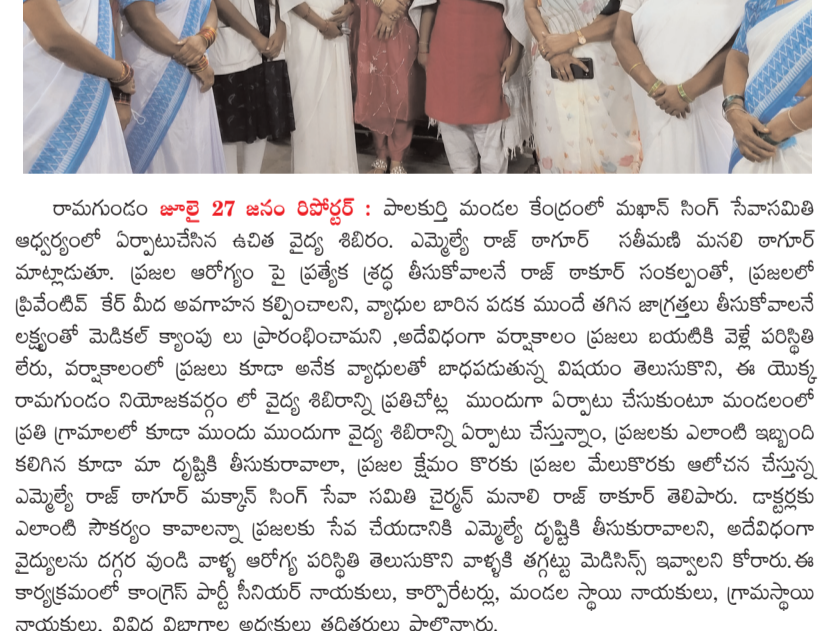 రామగుండం జూలై 27 జనం రిపోర్టర్ : పాలకుర్తి మండల కేంద్రంలో మఖాన్ సింగ్ సేవాసమితి
ఆధ్వర్యంలో ఏర్పాటుచేసిన ఉచిత వైద్య శిబిరం. ఎమ్మెల్యే రాజ్ ఠాగూర్ సతీమణి మనలి ఠాగూర్
మాట్లాడుతూ. ప్రజల ఆరోగ్యం పై ప్రత్యేక శ్రద్ధ తీసుకోవాలనే రాజ్ ఠాకూర్ సంకల్పంతో, ప్రజలలో
ప్రివెంటివ్ కేర్ మీద అవగాహన కల్పించాలని, వ్యాధుల బారిన పడక ముందే తగిన జాగ్రత్తలు తీసుకోవాలనే
లక్ష్యంతో మెడికల్ క్యాంపు లు ప్రారంభించామని ,అదేవిధంగా వర్షాకాలం ప్రజలు బయటికి వెళ్లే పరిస్థితి
లేరు, వర్షాకాలంలో ప్రజలు కూడా అనేక వ్యాధులతో బాధపడుతున్న విషయం తెలుసుకొని, ఈ యొక్క
రామగుండం నియోజకవర్గం లో వైద్య శిబిరాన్ని ప్రతిచోట్ల ముందుగా ఏర్పాటు చేసుకుంటూ మండలంలో
ప్రతి గ్రామాలలో కూడా ముందు ముందుగా వైద్య శిబిరాన్ని ఏర్పాటు చేస్తున్నాం, ప్రజలకు ఎలాంటి ఇబ్బంది
కలిగిన కూడా మా దృష్టికి తీసుకురావాలా, ప్రజల క్షేమం కొరకు ప్రజల మేలుకొరకు ఆలోచన చేస్తున్న
ఎమ్మెల్యే రాజ్ ఠాగూర్ మక్కాన్ సింగ్ సేవా సమితి చైర్మన్ మనాలి రాజ్ ఠాకూర్ తెలిపారు. డాక్టర్లకు
ఎలాంటి సౌకర్యం కావాలన్నా ప్రజలకు సేవ చేయడానికి ఎమ్మెల్యే దృష్టికి తీసుకురావాలని, అదేవిధంగా
వైద్యులను దగ్గర వుండి వాళ్ళ ఆరోగ్య పరిస్థితి తెలుసుకొని వాళ్ళకి తగ్గట్టు మెడిసిన్స్ ఇవ్వాలని కోరారు.ఈ
కార్యక్రమంలో కాంగ్రెస్ పార్టీ సీనియర్ నాయకులు, కార్పొరేటర్లు, మండల స్థాయి నాయకులు, గ్రామస్థాయి
నాయకులు, వివిధ విభాగాల అధ్యక్షులు తదితరులు పాల్గొన్నారు.